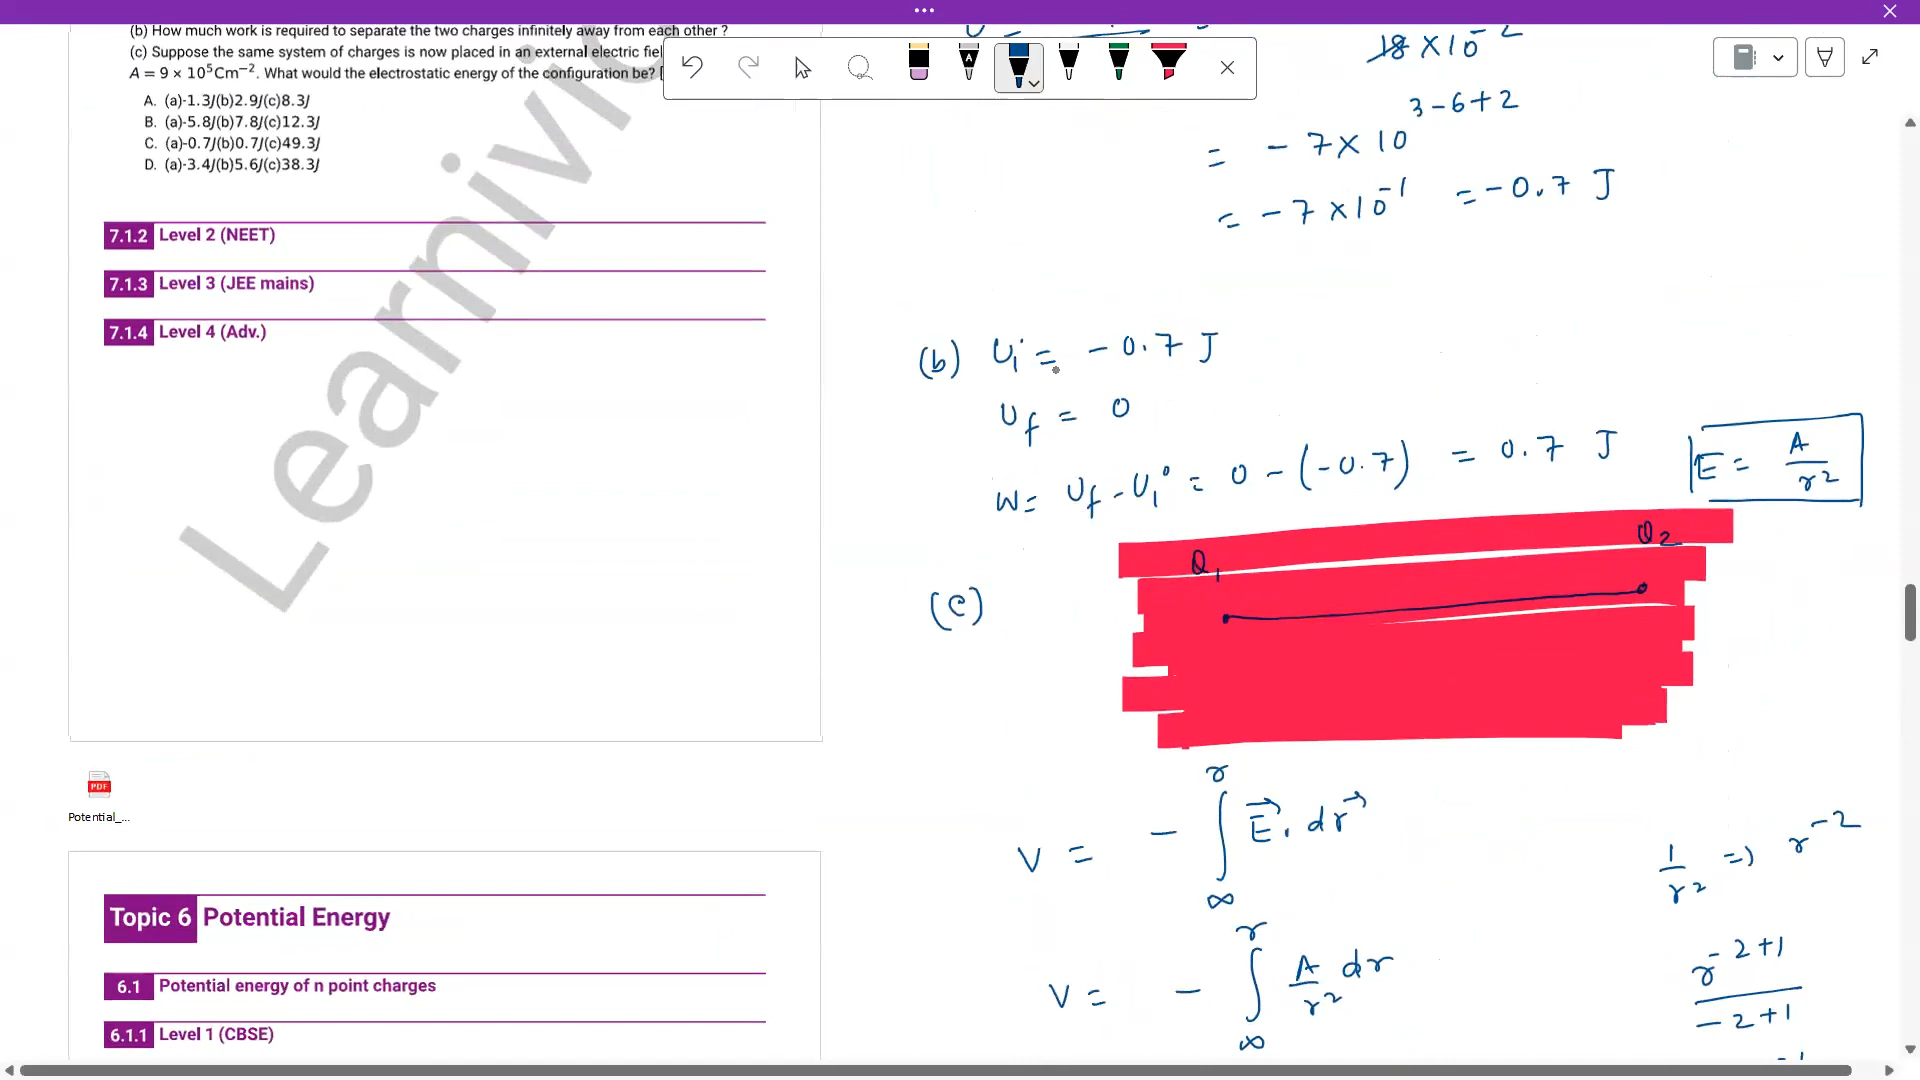 (b) How much work is required to separate the two charges infinitely away from each other ?
(c) Suppose the same system of charges is now placed in an external electric fiel
A = 9 × 10⁵Cm⁻². What would the electrostatic energy of the configuration be? [
A. (a)-1.3J(b)2.9J(c)8.3J
B. (a)-5.8J(b)7.8J(c)12.3J
C. (a)-0.7J(b)0.7J(c)49.3J
D. (a)-3.4J(b)5.6J(c)38.3J
7.1.2 Level 2 (NEET)
7.1.3 Level 3 (JEE mains)
7.1.4 Level 4 (Adv.)
Learnivi
PDF
Potential_...
Topic 6 Potential Energy
6.1 Potential energy of n point charges
6.1.1 Level 1 (CBSE)
18 × 10⁻²
= - 7 × 10³⁻⁶⁺²
= - 7 × 10⁻¹ = - 0.7 J
(b) Ui = - 0.7 J
Uf = 0
W = Uf - Ui = 0 - (-0.7) = 0.7 J
E = A/r²
Q₁ Q₂
(c)
V = - ∫ E⃗ . dr⃗
r
∞
1/r² => r⁻²
V = - ∫ A/r² dr
r
∞
r⁻²⁺¹
-2+1